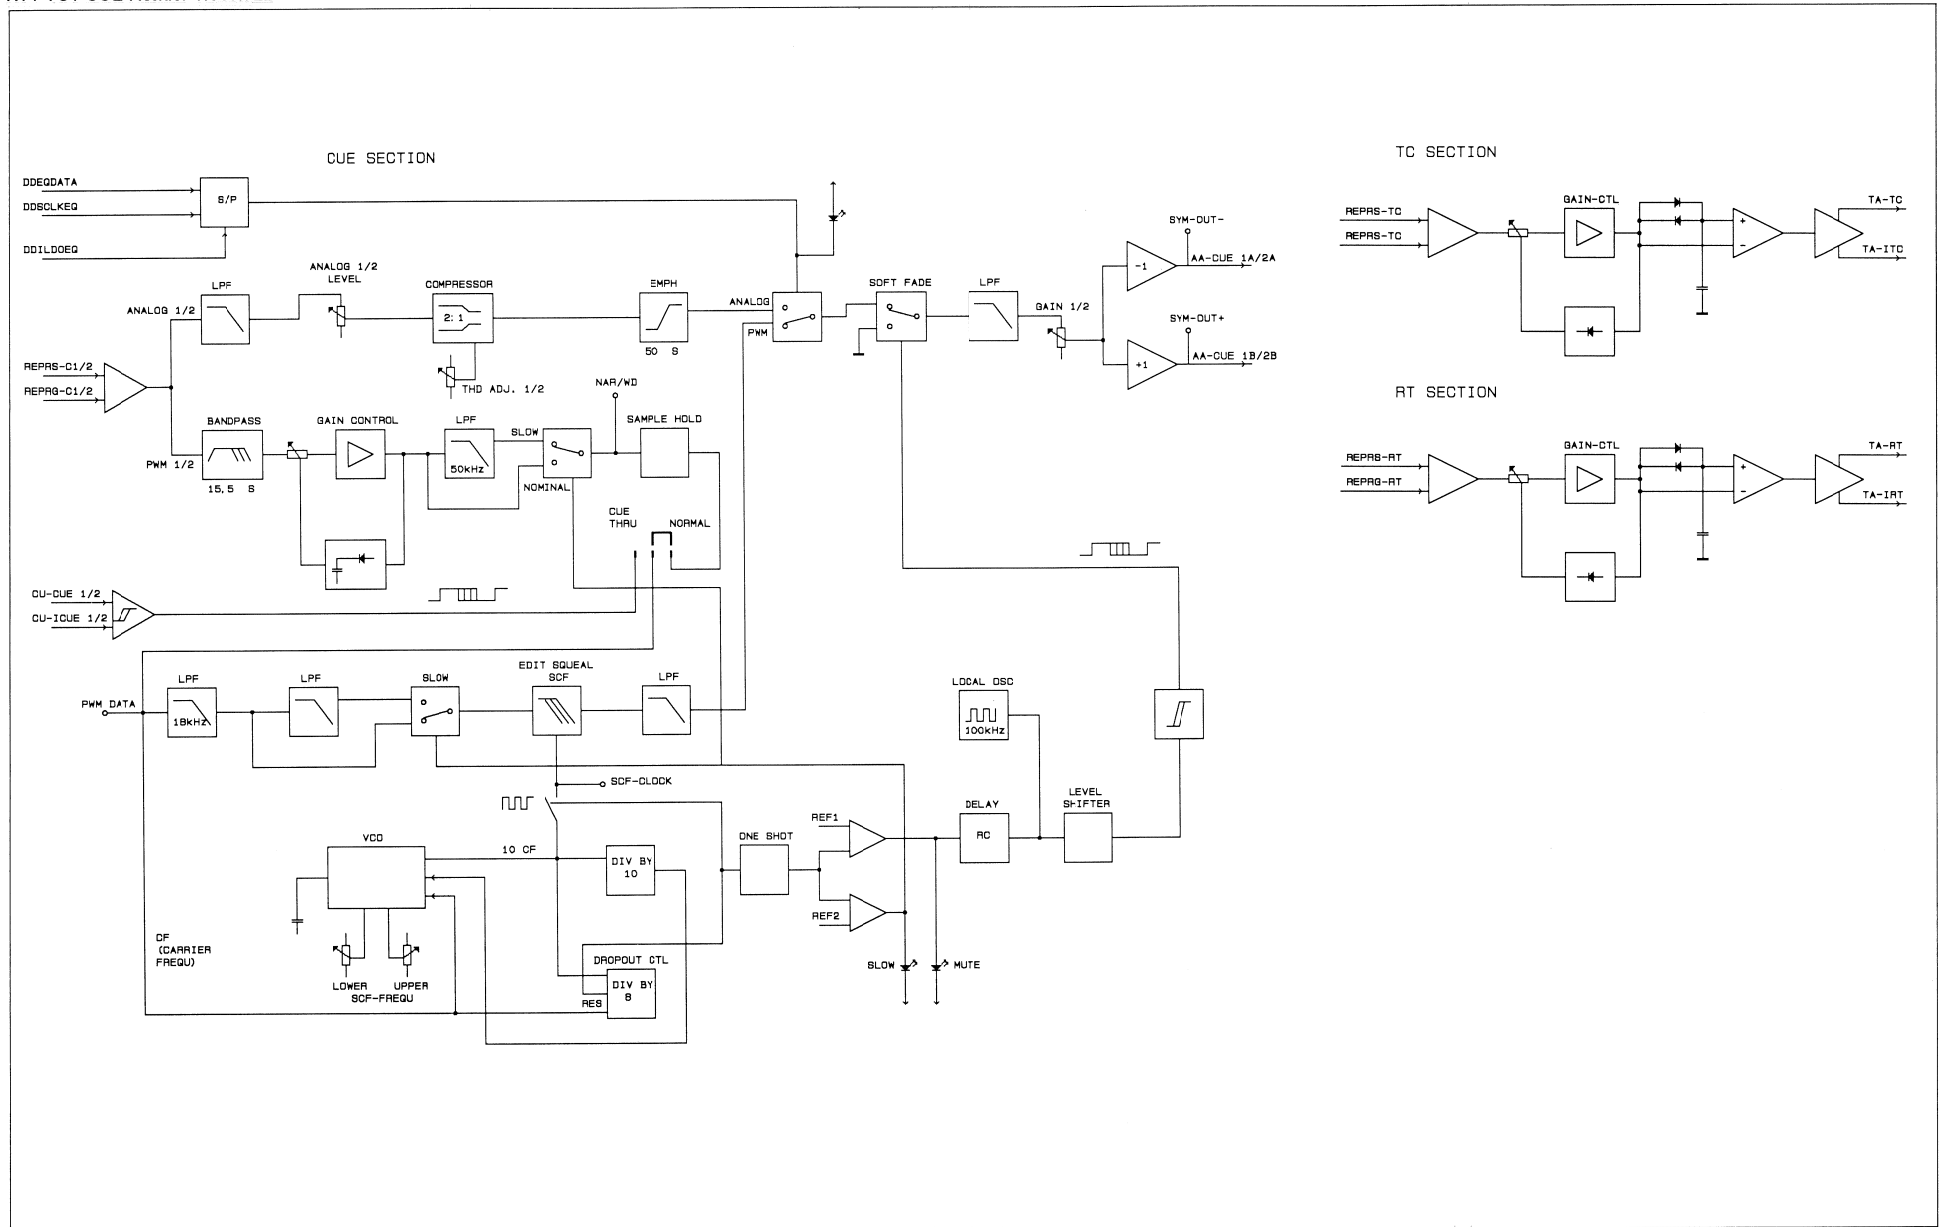 CUE SECTION
DDEQDATA
DDSCLKEQ
DDILDOEQ
S/P
ANALOG 1/2
LPF
ANALOG 1/2
LEVEL
COMPRESSOR
2:1
THD ADJ. 1/2
EMPH
50 S
ANALOG
PWM
SOFT FADE
LPF
GAIN 1/2
-1
SYM-OUT-
AA-CUE 1A/2A
+1
SYM-OUT+
AA-CUE 1B/2B
REPRS-C1/2
REPRG-C1/2
BANDPASS
PWM 1/2
15,5 S
GAIN CONTROL
LPF
50kHz
SLOW
NOMINAL
NAR/WD
SAMPLE HOLD
CUE
THRU
NORMAL
CU-CUE 1/2
CU-ICUE 1/2
PWM DATA
LPF
18kHz
LPF
SLOW
EDIT SQUEAL
SCF
LPF
SCF-CLOCK
VCO
10 CF
DIV BY
10
CF
(CARRIER
FREQU)
LOWER
UPPER
SCF-FREQU
DROPOUT CTL
DIV BY
8
RES
ONE SHOT
REF1
REF2
SLOW
MUTE
LOCAL OSC
100kHz
DELAY
RC
LEVEL
SHIFTER
TC SECTION
REPRS-TC
REPRS-TC
GAIN-CTL
+
-
TA-TC
TA-ITC
RT SECTION
REPRS-RT
REPRG-RT
GAIN-CTL
+
-
TA-RT
TA-IRT